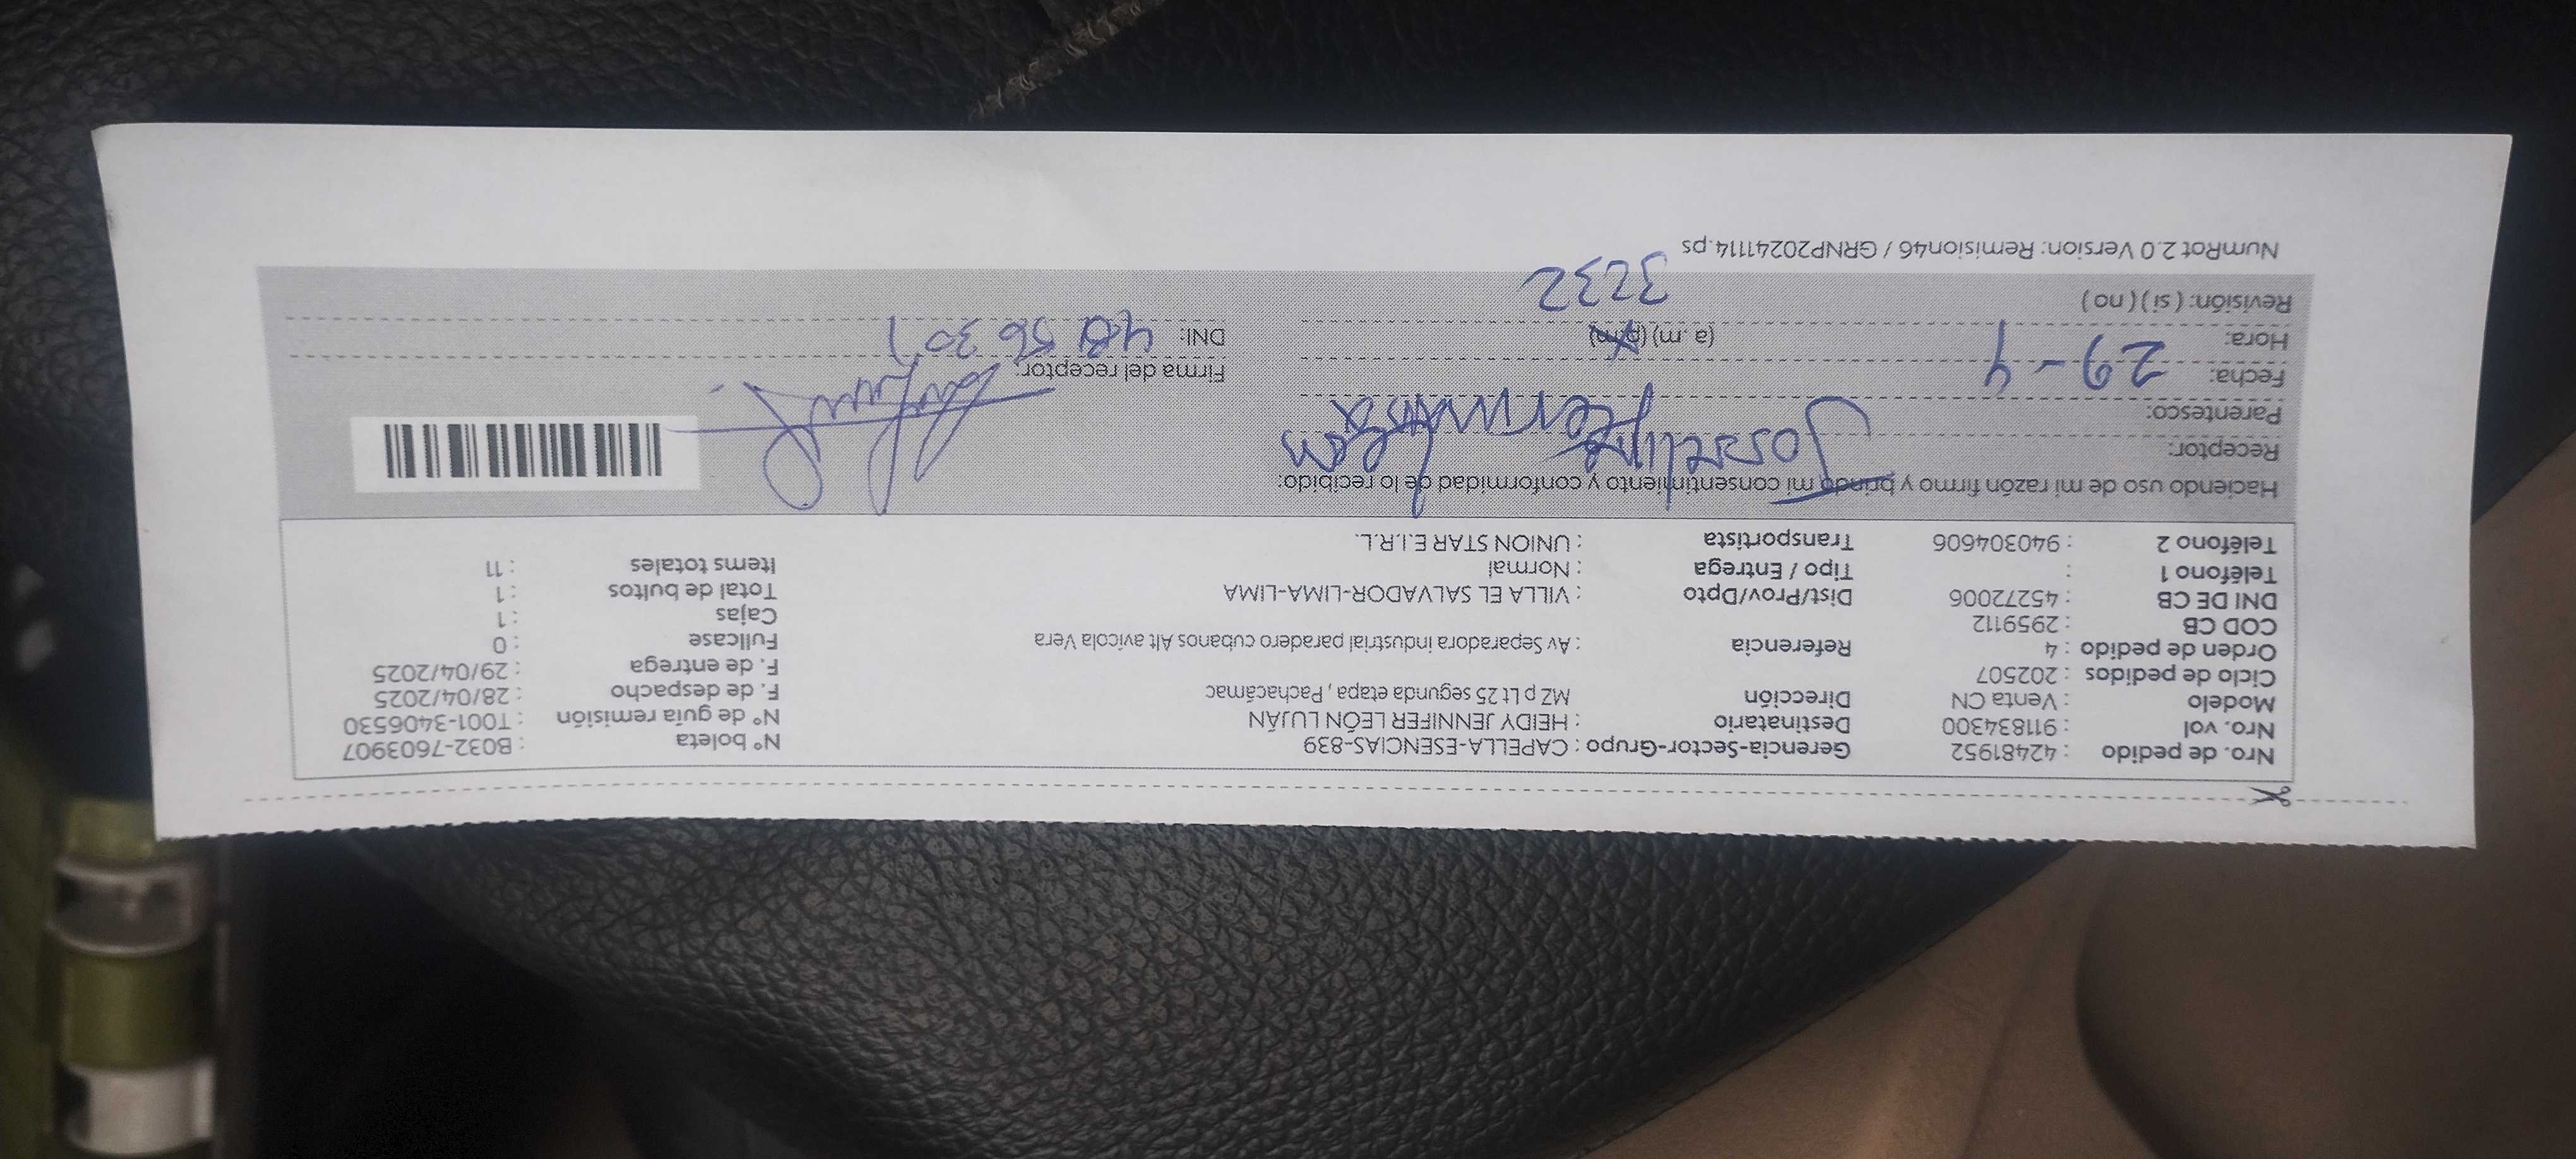 Nro. de pedido : 42481952 Gerencia-Sector-Grupo : CAPELLA-ESENCIAS-839 N° boleta : B032-7603907
Nro. vol : 911834300 Destinatario : HEIDY JENNIFER LEÓN LUJÁN N° de guía remisión : T001-3406530
Modelo : Venta CN Dirección MZ p Lt 25 segunda etapa , Pachacámac F. de despacho : 28/04/2025
Ciclo de pedidos : 202507 F. de entrega : 29/04/2025
Orden de pedido : 4 Referencia : Av Separadora industrial paradero cubanos Alt avicola Vera Fullcase : 0
COD CB : 2959112 Cajas : 1
DNI DE CB : 45272006 Dist/Prov/Dpto : VILLA EL SALVADOR-LIMA-LIMA Total de bultos : 1
Teléfono 1 : Tipo / Entrega : Normal Items totales : 11
Teléfono 2 : 940304606 Transportista : UNION STAR E.I.R.L.
Haciendo uso de mi razón firmo y brindo mi consentimiento y conformidad de lo recibido:
Receptor:
Parentesco: Hermana
Fecha: 29-4 Firma del receptor:
Hora: (a .m) (p.m) DNI:
Revisión: ( si ) ( no ) 3232
NumRot 2.0 Version: Remision46 / GRNP20241114.ps